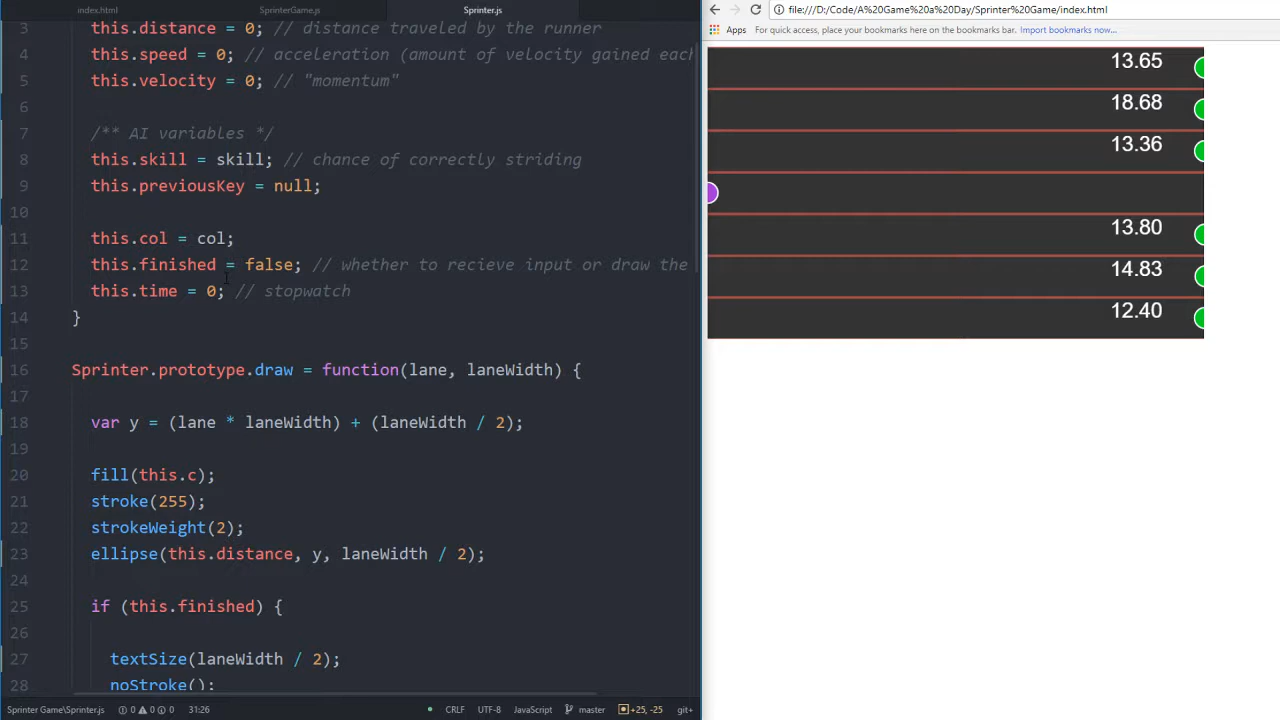 index.html SprinterGame.js Sprinter.js
3 this.distance = 0; // distance traveled by the runner
4 this.speed = 0; // acceleration (amount of velocity gained each
5 this.velocity = 0; // "momentum"
6
7 /** AI variables */
8 this.skill = skill; // chance of correctly striding
9 this.previousKey = null;
10
11 this.col = col;
12 this.finished = false; // whether to recieve input or draw the
13 this.time = 0; // stopwatch
14 }
15
16 Sprinter.prototype.draw = function(lane, laneWidth) {
17
18 var y = (lane * laneWidth) + (laneWidth / 2);
19
20 fill(this.c);
21 stroke(255);
22 strokeWeight(2);
23 ellipse(this.distance, y, laneWidth / 2);
24
25 if (this.finished) {
26
27 textSize(laneWidth / 2);
28 noStroke();
Sprinter Game\Sprinter.js 0 0 0 31:26 CRLF UTF-8 JavaScript master +25, -25 git+
file:///D:/Code/A%20Game%20a%20Day/Sprinter%20Game/index.html
Apps For quick access, place your bookmarks here on the bookmarks bar. Import bookmarks now...
13.65
18.68
13.36
13.80
14.83
12.40